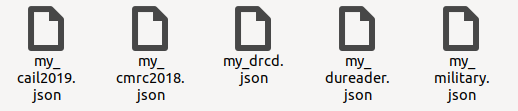 my_
cail2019.
json
my_
cmrc2018.
json
my_drcd.
json
my_
dureader.
json
my_
military.
json